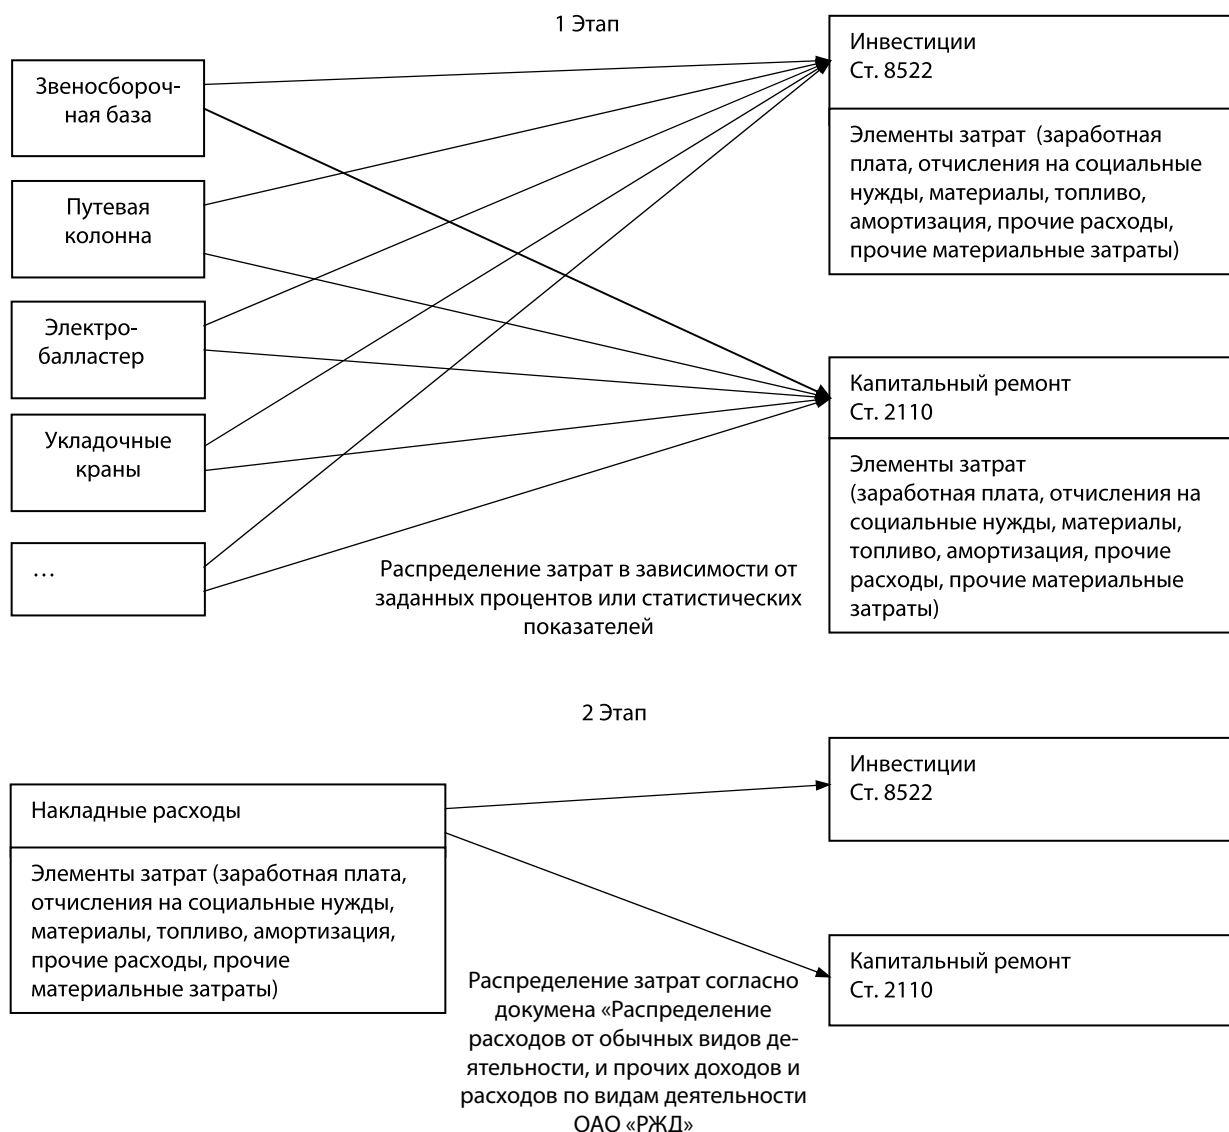 1 Этап
Звеносбороч-
ная база
Путевая
колонна
Электро-
балластер
Укладочные
краны
…
Инвестиции
Ст. 8522
Элементы затрат (заработная
плата, отчисления на социальные
нужды, материалы, топливо,
амортизация, прочие расходы,
прочие материальные затраты)
Капитальный ремонт
Ст. 2110
Элементы затрат
(заработная плата, отчисления на
социальные нужды, материалы,
топливо, амортизация, прочие
расходы, прочие материальные
затраты)
Распределение затрат в зависимости от
заданных процентов или статистических
показателей
2 Этап
Накладные расходы
Элементы затрат (заработная плата,
отчисления на социальные нужды,
материалы, топливо, амортизация,
прочие расходы, прочие
материальные затраты)
Инвестиции
Ст. 8522
Капитальный ремонт
Ст. 2110
Распределение затрат согласно
докумена «Распределение
расходов от обычных видов де-
ятельности, и прочих доходов и
расходов по видам деятельности
ОАО «РЖД»